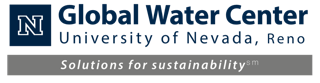 N Global Water Center
University of Nevada, Reno
Solutions for sustainability℠